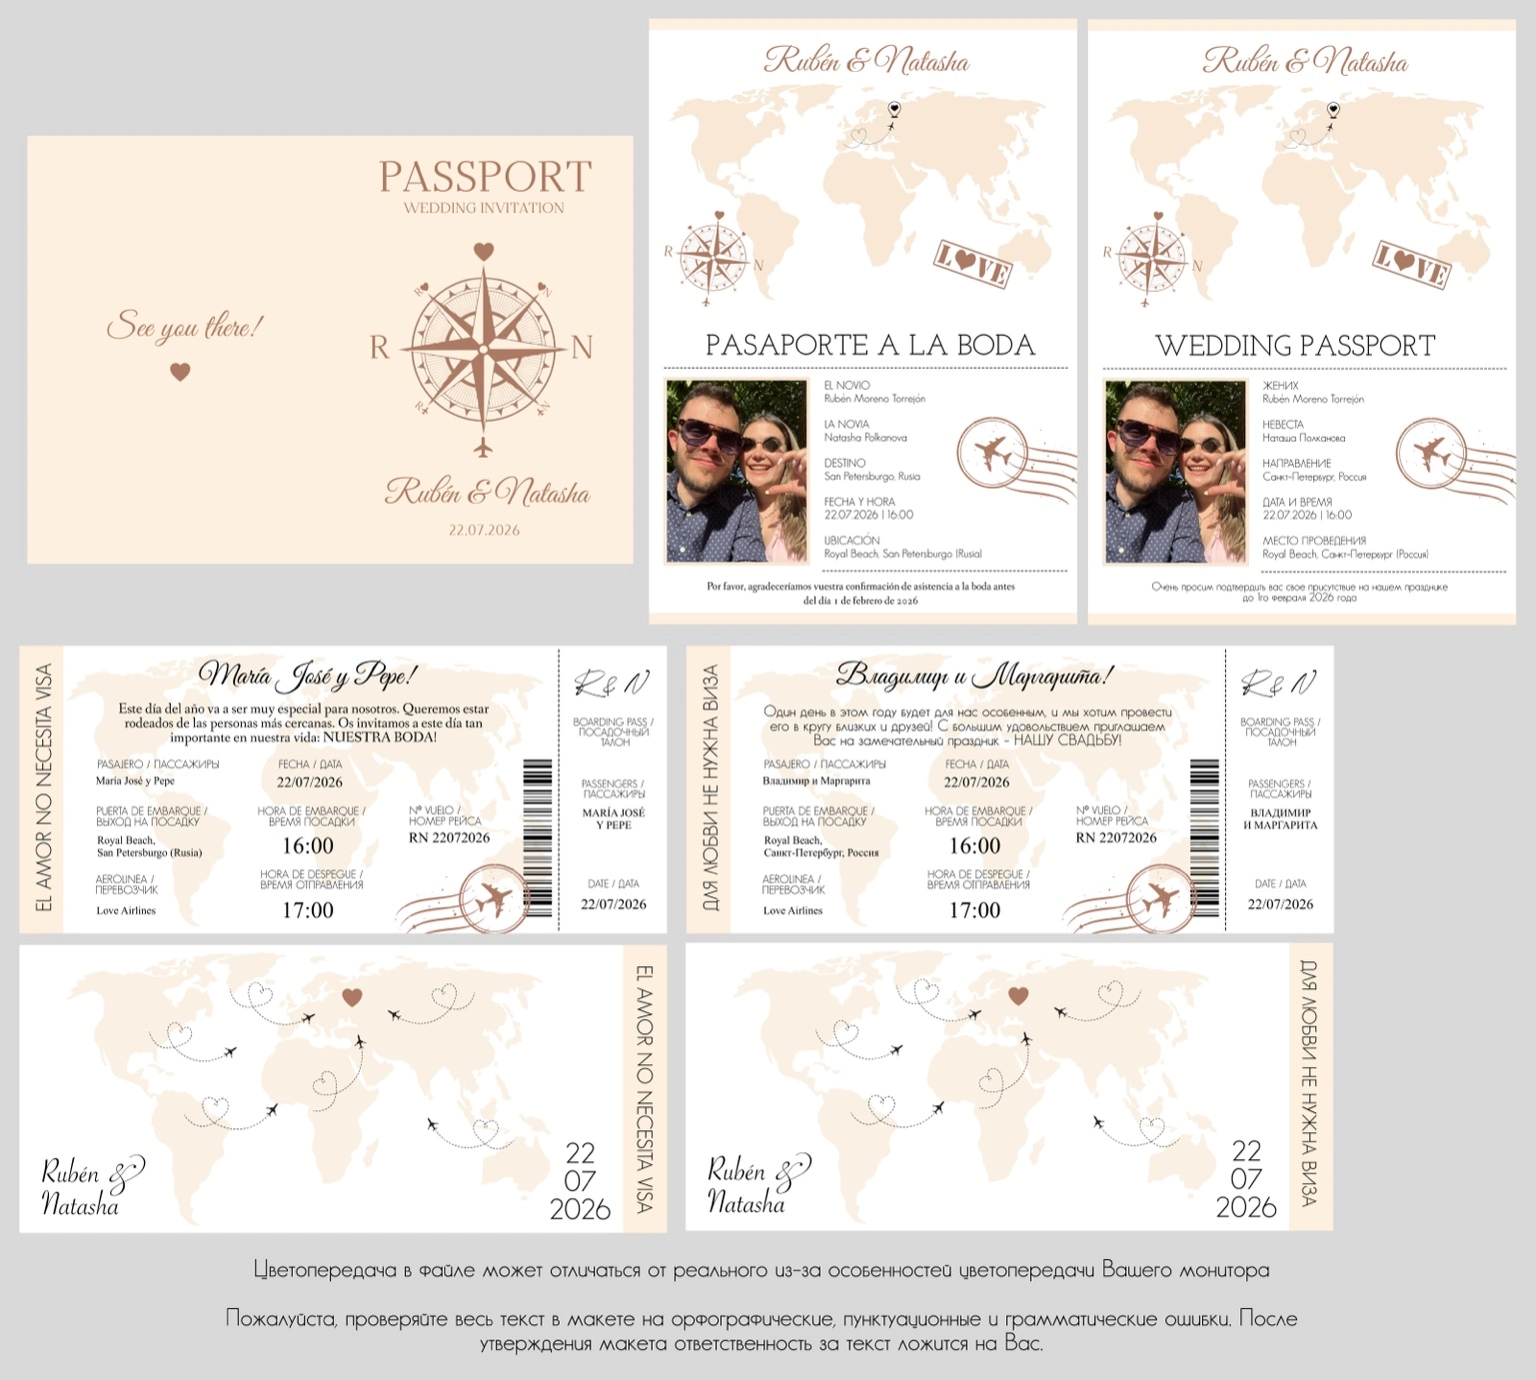 PASSPORT
WEDDING INVITATION
R N
R N
R N
See you there!
Rubén & Natasha
22.07.2026
Rubén & Natasha
R N
LOVE
PASAPORTE A LA BODA
EL NOVIO
Rubén Moreno Torrejón
LA NOVIA
Natasha Polkanova
DESTINO
San Petersburgo, Rusia
FECHA Y HORA
22.07.2026 | 16:00
UBICACIÓN
Royal Beach, San Petersburgo (Rusia)
Por favor, agradeceríamos vuestra confirmación de asistencia a la boda antes
del día 1 de febrero de 2026
Rubén & Natasha
R N
LOVE
WEDDING PASSPORT
ЖЕНИХ
Rubén Moreno Torrejón
НЕВЕСТА
Наташа Полканова
НАПРАВЛЕНИЕ
Санкт-Петербург, Россия
ДАТА И ВРЕМЯ
22.07.2026 | 16:00
МЕСТО ПРОВЕДЕНИЯ
Royal Beach, Санкт-Петербург (Россия)
Очень просим подтвердить вас свое присутствие на нашем празднике
до 1го февраля 2026 года
EL AMOR NO NECESITA VISA
María José y Pepe!
Este día del año va a ser muy especial para nosotros. Queremos estar
rodeados de las personas más cercanas. Os invitamos a este día tan
importante en nuestra vida: NUESTRA BODA!
PASAJERO / ПАССАЖИРЫ
María José y Pepe
FECHA / ДАТА
22/07/2026
PUERTA DE EMBARQUE /
ВЫХОД НА ПОСАДКУ
Royal Beach,
San Petersburgo (Rusia)
HORA DE EMBARQUE /
ВРЕМЯ ПОСАДКИ
16:00
Nº VUELO /
НОМЕР РЕЙСА
RN 22072026
AEROLINEA /
ПЕРЕВОЗЧИК
Love Airlines
HORA DE DESPEGUE /
ВРЕМЯ ОТПРАВЛЕНИЯ
17:00
R & N
BOARDING PASS /
ПОСАДОЧНЫЙ
ТАЛОН
PASSENGERS /
ПАССАЖИРЫ
MARÍA JOSÉ
Y PEPE
DATE / ДАТА
22/07/2026
ДЛЯ ЛЮБВИ НЕ НУЖНА ВИЗА
Владимир и Маргарита!
Один день в этом году будет для нас особенным, и мы хотим провести
его в кругу близких и друзей! С большим удовольствием приглашаем
Вас на замечательный праздник - НАШУ СВАДЬБУ!
PASAJERO / ПАССАЖИРЫ
Владимир и Маргарита
FECHA / ДАТА
22/07/2026
PUERTA DE EMBARQUE /
ВЫХОД НА ПОСАДКУ
Royal Beach,
Санкт-Петербург, Россия
HORA DE EMBARQUE /
ВРЕМЯ ПОСАДКИ
16:00
Nº VUELO /
НОМЕР РЕЙСА
RN 22072026
AEROLINEA /
ПЕРЕВОЗЧИК
Love Airlines
HORA DE DESPEGUE /
ВРЕМЯ ОТПРАВЛЕНИЯ
17:00
R & N
BOARDING PASS /
ПОСАДОЧНЫЙ
ТАЛОН
PASSENGERS /
ПАССАЖИРЫ
ВЛАДИМИР
И МАРГАРИТА
DATE / ДАТА
22/07/2026
Rubén &
Natasha
22
07
2026
EL AMOR NO NECESITA VISA
Rubén &
Natasha
22
07
2026
ДЛЯ ЛЮБВИ НЕ НУЖНА ВИЗА
Цветопередача в файле может отличаться от реального из-за особенностей цветопередачи Вашего монитора
Пожалуйста, проверяйте весь текст в макете на орфографические, пунктуационные и грамматические ошибки. После
утверждения макета ответственность за текст ложится на Вас.